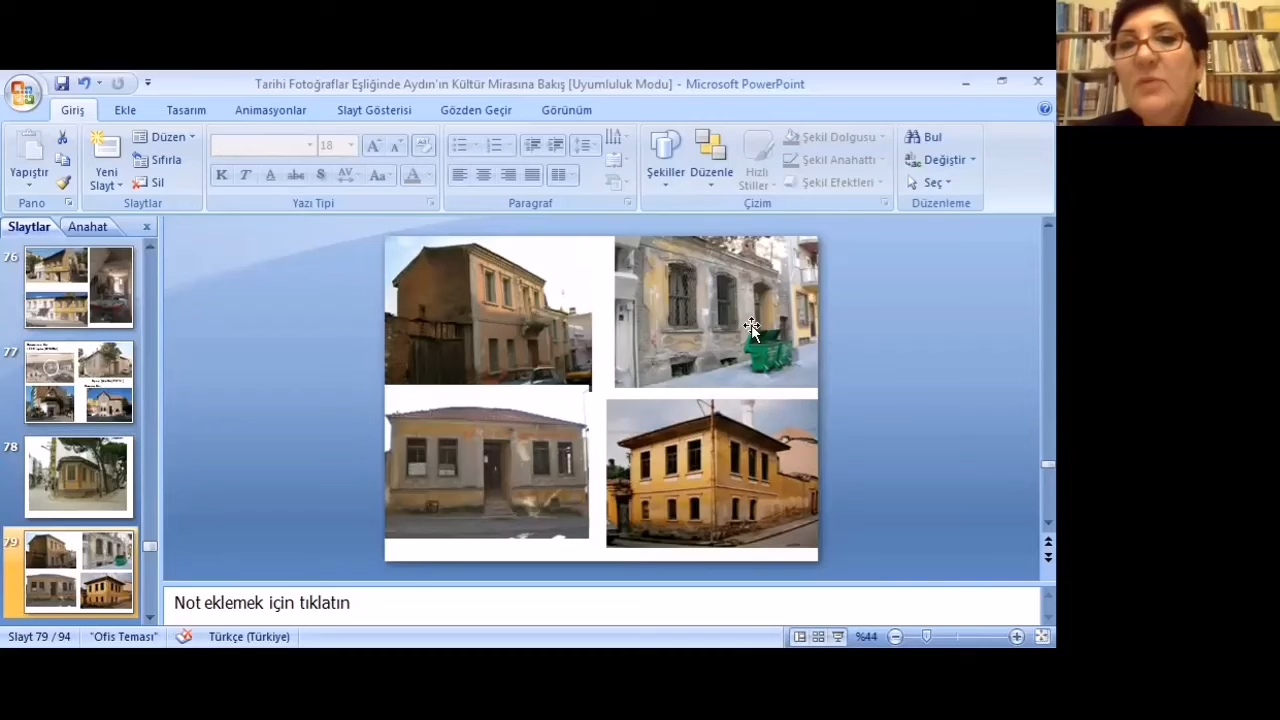 Tarihi Fotoğraflar Eşliğinde Aydın'ın Kültür Mirasına Bakış [Uyumluluk Modu] - Microsoft PowerPoint
Giriş Ekle Tasarım Animasyonlar Slayt Gösterisi Gözden Geçir Görünüm
Yapıştır
Yeni Slayt
Düzen
Sıfırla
Sil
18
K T A abc S AV Aa A
Şekiller
Düzenle
Hızlı Stiller
Şekil Dolgusu
Şekil Anahattı
Şekil Efektleri
Bul
Değiştir
Seç
Pano Slaytlar Yazı Tipi Paragraf Çizim Düzenleme
Slaytlar Anahat
76
77
78
79
Not eklemek için tıklatın
Slayt 79 / 94 "Ofis Teması" Türkçe (Türkiye) %44